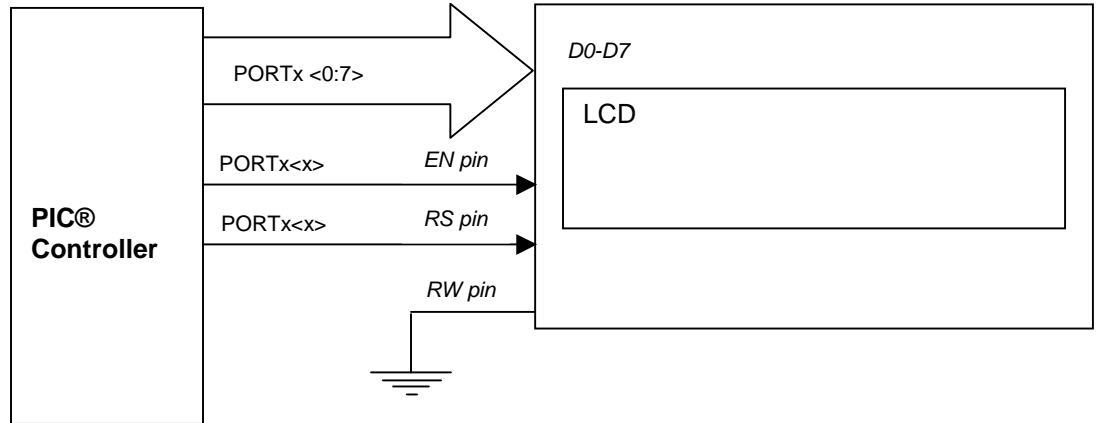 D0-D7
PORTx <0:7>
LCD
PORTx<x>
EN pin
PIC®
Controller
PORTx<x>
RS pin
RW pin